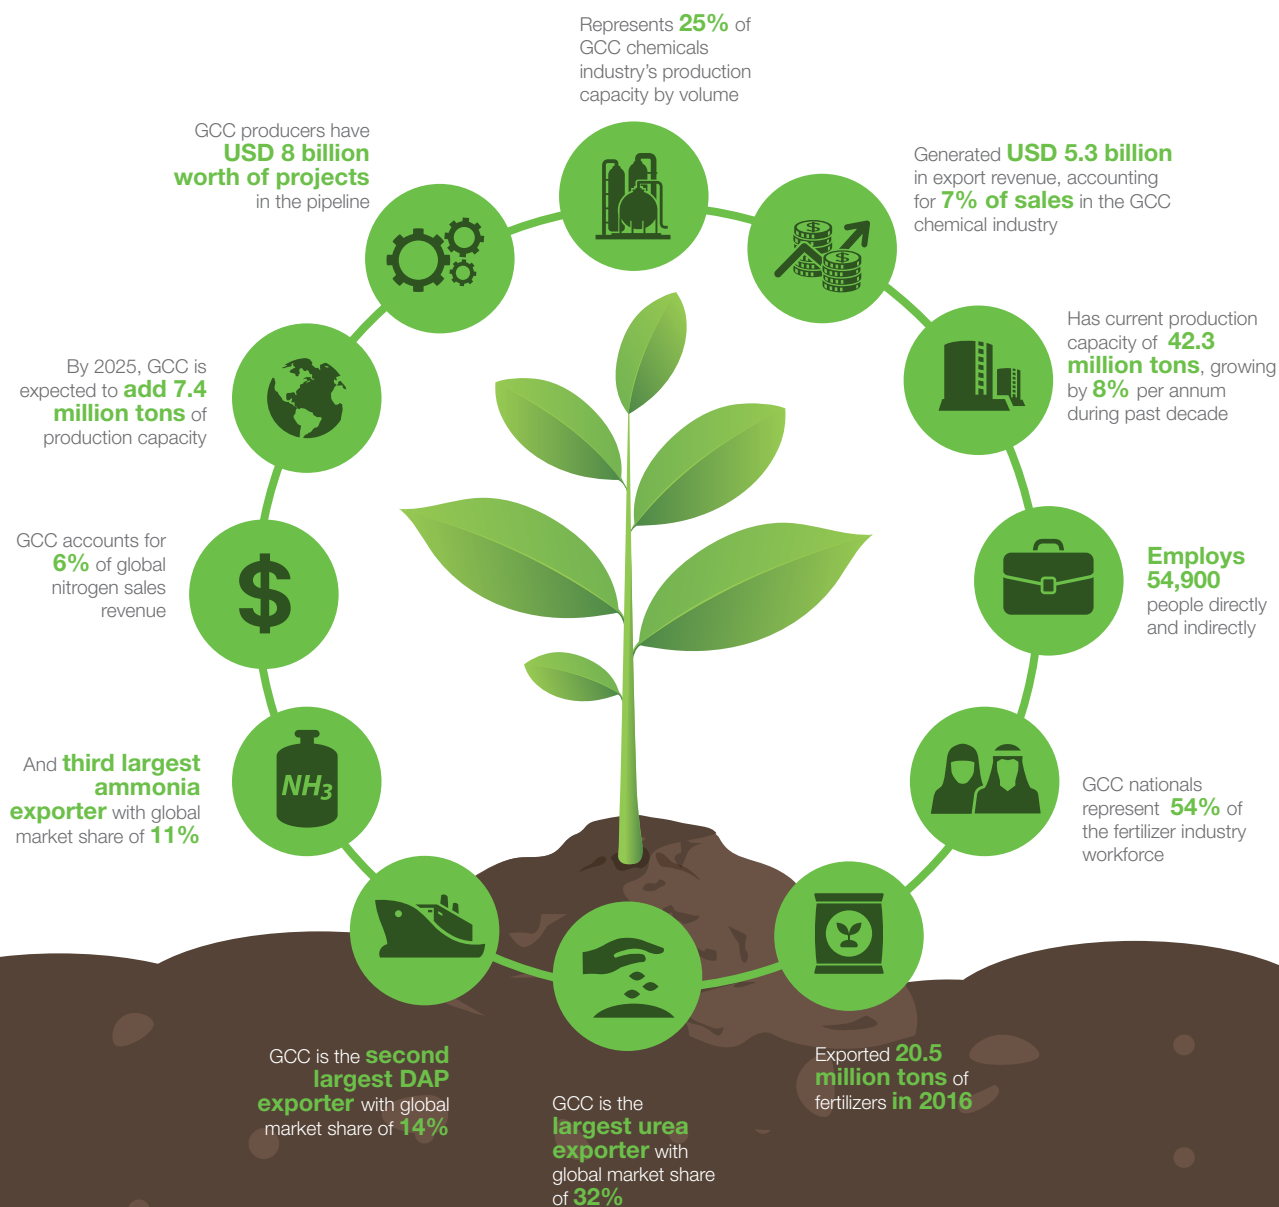 Represents 25% of
GCC chemicals
industry's production
capacity by volume
Generated USD 5.3 billion
in export revenue, accounting
for 7% of sales in the GCC
chemical industry
Has current production
capacity of 42.3
million tons, growing
by 8% per annum
during past decade
Employs
54,900
people directly
and indirectly
GCC nationals
represent 54% of
the fertilizer industry
workforce
Exported 20.5
million tons of
fertilizers in 2016
GCC is the
largest urea
exporter with
global market share
of 32%
GCC is the second
largest DAP
exporter with global
market share of 14%
And third largest
ammonia
exporter with global
market share of 11%
NH3
GCC accounts for
6% of global
nitrogen sales
revenue
$
By 2025, GCC is
expected to add 7.4
million tons of
production capacity
GCC producers have
USD 8 billion
worth of projects
in the pipeline
$
$